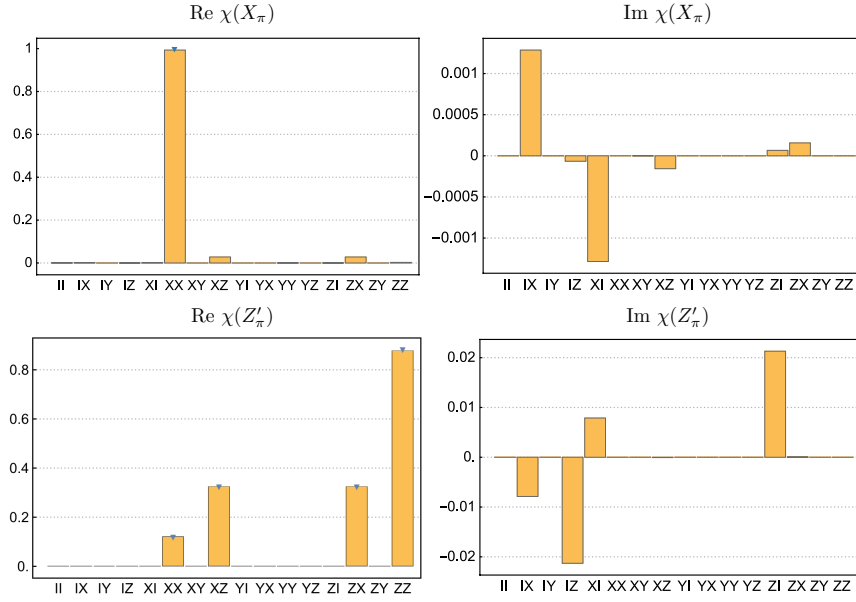 Re χ(X_π)
1
0.8
0.6
0.4
0.2
0
II IX IY IZ XI XX XY XZ YI YX YY YZ ZI ZX ZY ZZ
Im χ(X_π)
0.001
0.0005
0
−0.0005
−0.001
II IX IY IZ XI XX XY XZ YI YX YY YZ ZI ZX ZY ZZ
Re χ(Z′_π)
0.8
0.6
0.4
0.2
0.
II IX IY IZ XI XX XY XZ YI YX YY YZ ZI ZX ZY ZZ
Im χ(Z′_π)
0.02
0.01
0.
−0.01
−0.02
II IX IY IZ XI XX XY XZ YI YX YY YZ ZI ZX ZY ZZ